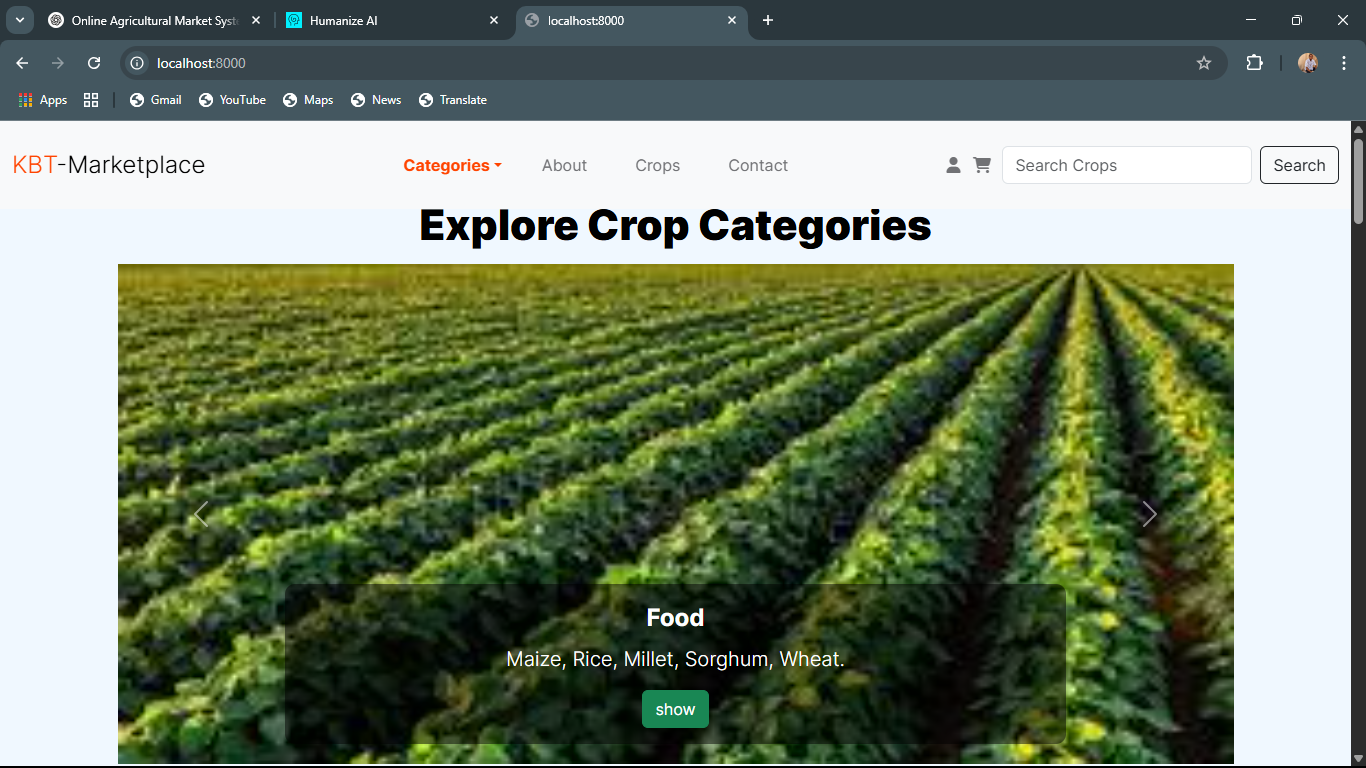 Online Agricultural Market Syst
Humanize AI
localhost:8000
localhost:8000
Apps
Gmail
YouTube
Maps
News
Translate
KBT-Marketplace
Categories
About
Crops
Contact
Search Crops
Search
Explore Crop Categories
Food
Maize, Rice, Millet, Sorghum, Wheat.
show